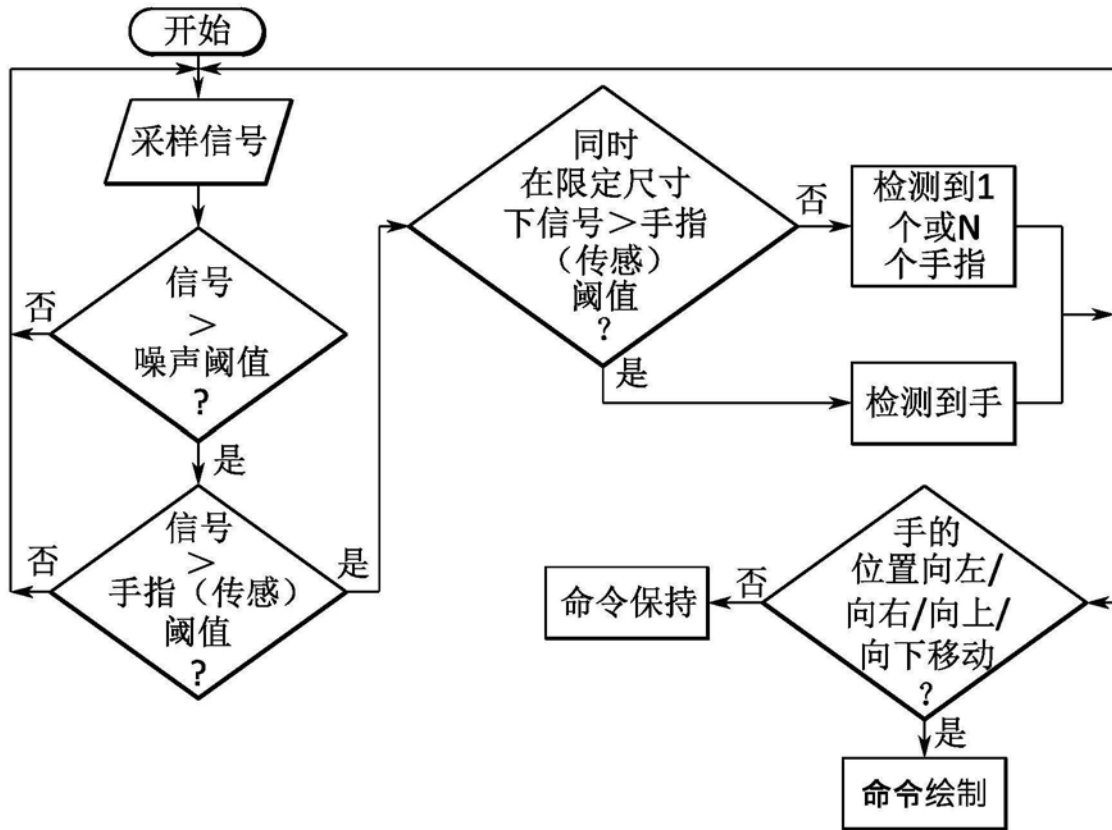 开始
采样信号
信号
>
噪声阈值
?
否
是
信号
>
手指（传感）
阈值
?
否
是
同时
在限定尺寸
下信号＞手指
（传感）
阈值
?
否
是
检测到1
个或N
个手指
检测到手
手的
位置向左/
向右/向上/
向下移动
?
否
命令保持
是
命令绘制